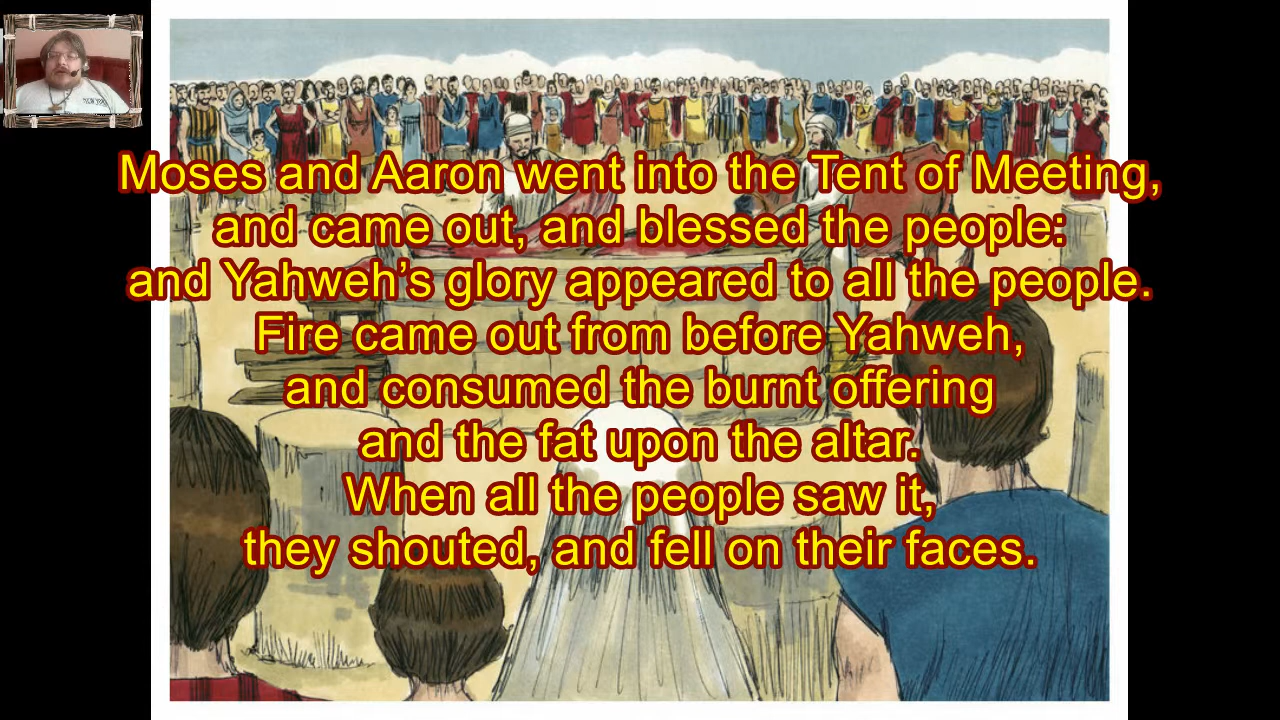 Moses and Aaron went into the Tent of Meeting,
and came out, and blessed the people:
and Yahweh’s glory appeared to all the people.
Fire came out from before Yahweh,
and consumed the burnt offering
and the fat upon the altar.
When all the people saw it,
they shouted, and fell on their faces.